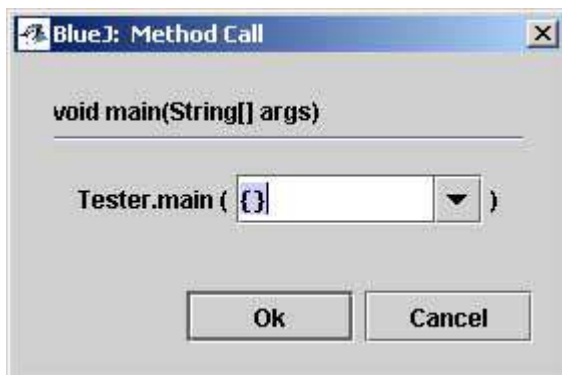 BlueJ: Method Call
void main(String[] args)
Tester.main ( {} )
Ok
Cancel